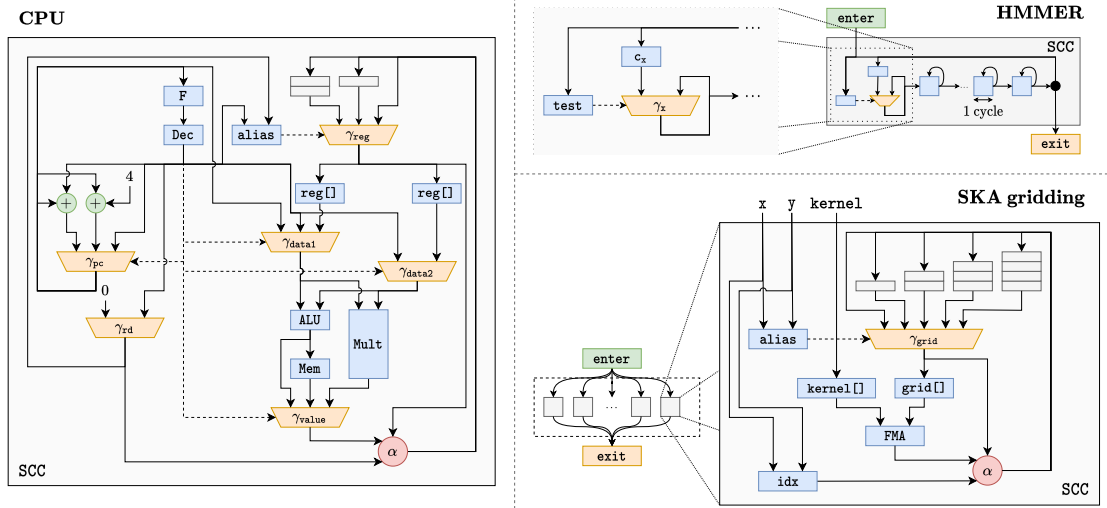 CPU
F
Dec
alias
γreg
4
reg[]
reg[]
+
+
γdata1
γpc
γdata2
0
γrd
ALU
Mult
Mem
γvalue
α
SCC
HMMER
enter
SCC
cx
test
γx
...
...
...
1 cycle
exit
SKA gridding
x
y
kernel
alias
γgrid
enter
kernel[]
grid[]
...
FMA
exit
α
idx
SCC